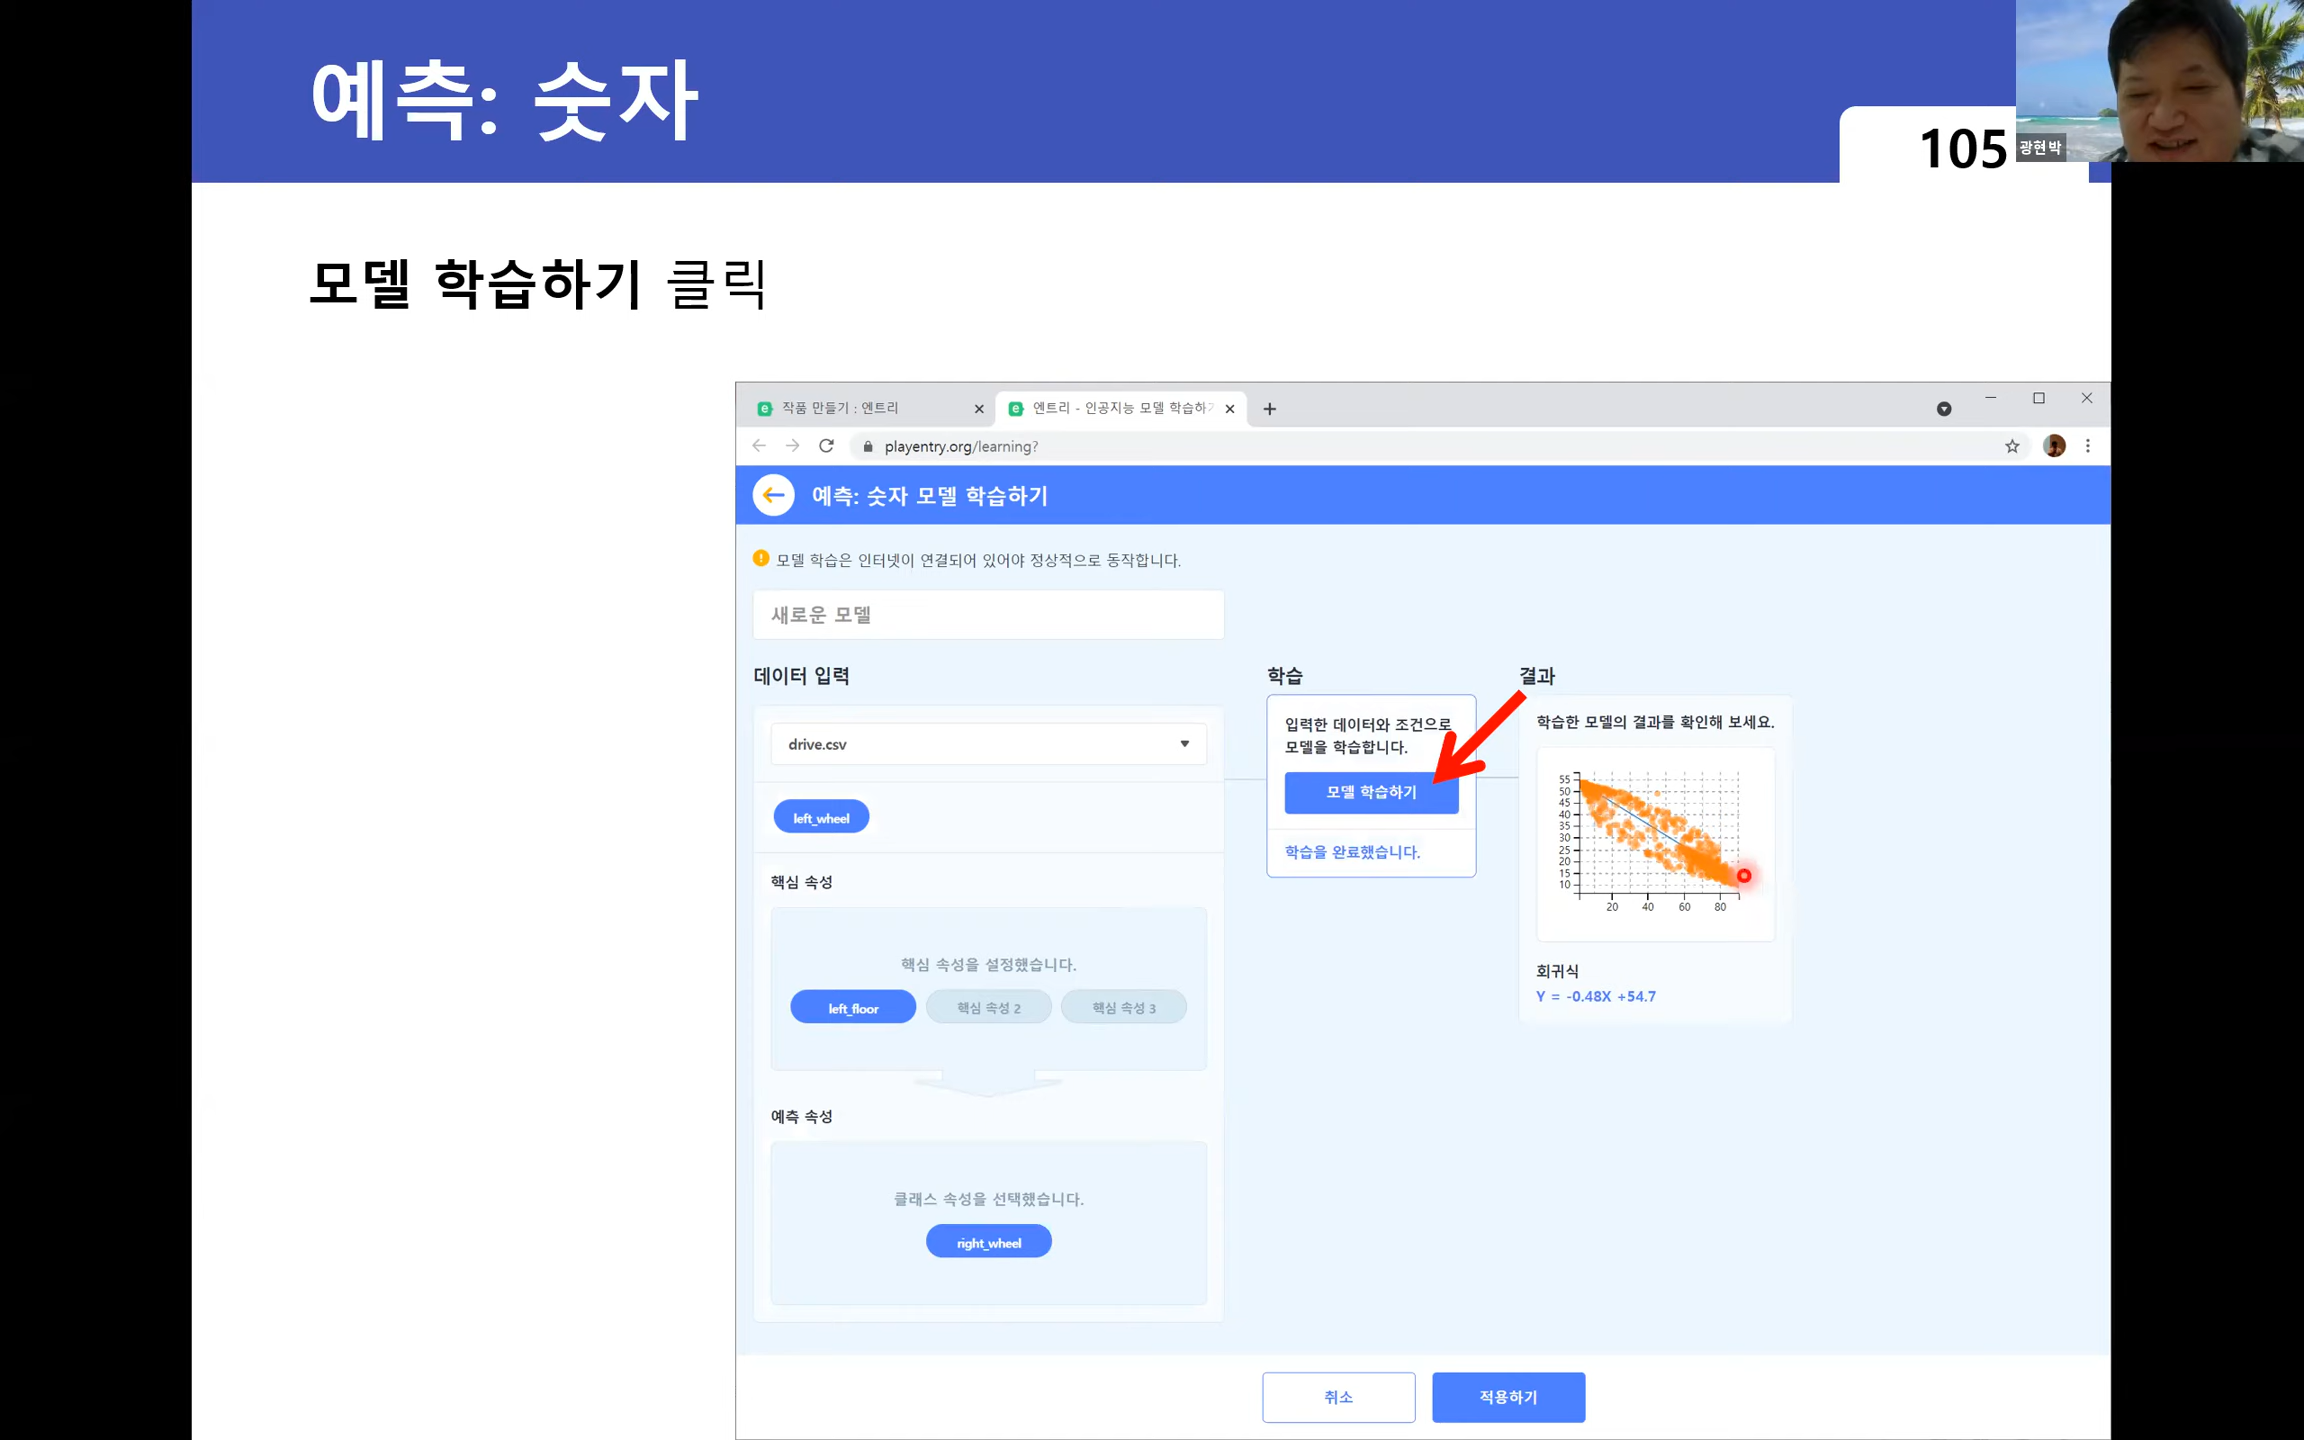 예측: 숫자
105
광현박
모델 학습하기 클릭
작품 만들기 : 엔트리
엔트리 - 인공지능 모델 학습하기
playentry.org/learning?
예측: 숫자 모델 학습하기
모델 학습은 인터넷이 연결되어 있어야 정상적으로 동작합니다.
새로운 모델
데이터 입력
drive.csv
left_wheel
핵심 속성
핵심 속성을 설정했습니다.
left_floor
핵심 속성 2
핵심 속성 3
예측 속성
클래스 속성을 선택했습니다.
right_wheel
학습
입력한 데이터와 조건으로
모델을 학습합니다.
모델 학습하기
학습을 완료했습니다.
결과
학습한 모델의 결과를 확인해 보세요.
55
50
45
40
35
30
25
20
15
10
20 40 60 80
회귀식
Y = -0.48X +54.7
취소
적용하기